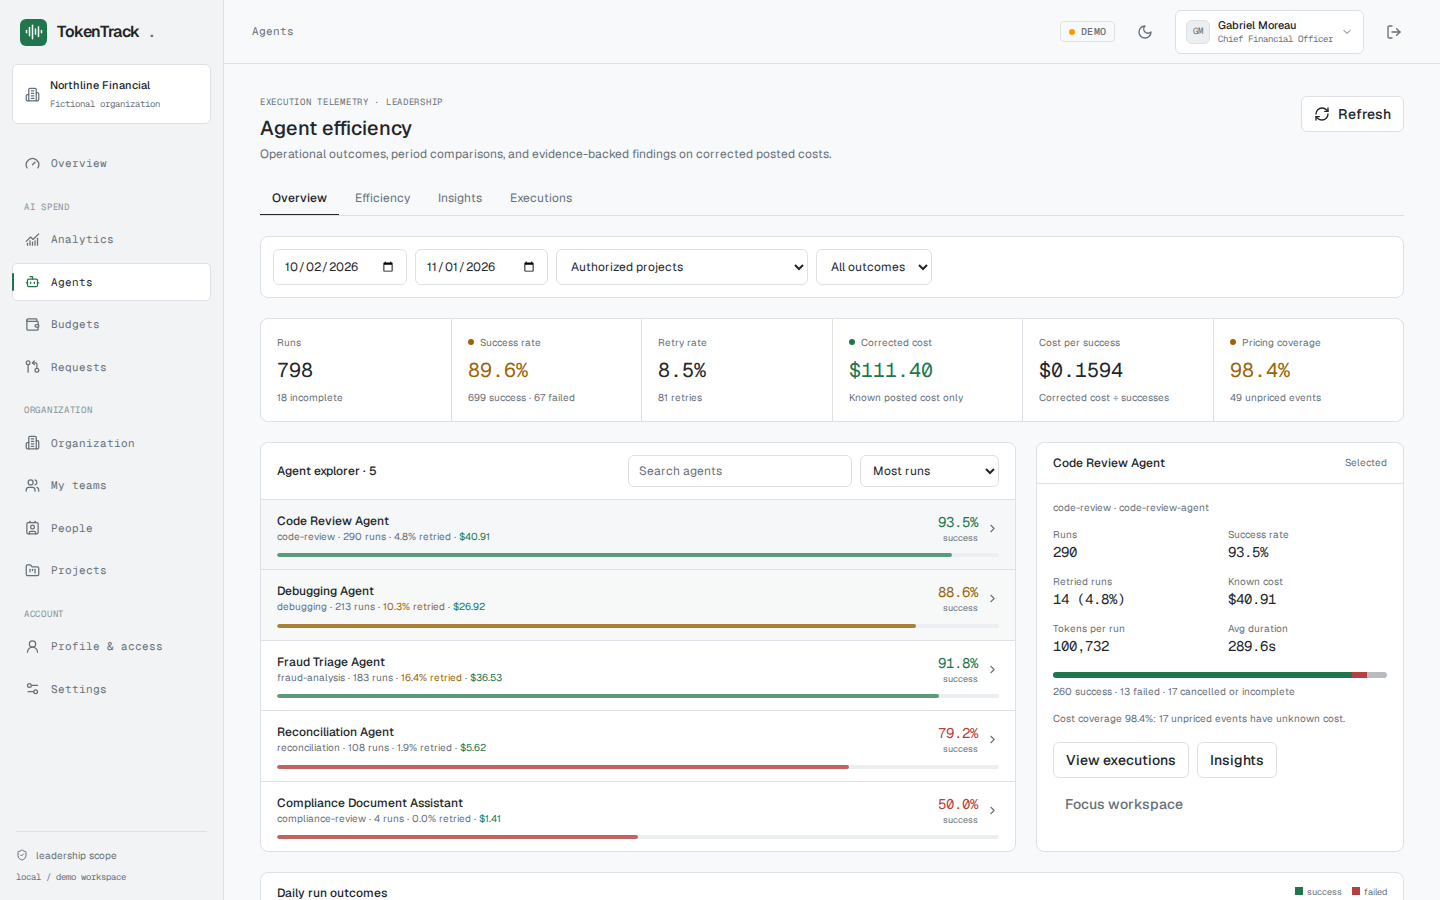 TokenTrack .
Northline Financial
Fictional organization
Overview
AI SPEND
Analytics
Agents
Budgets
Requests
ORGANIZATION
Organization
My teams
People
Projects
ACCOUNT
Profile & access
Settings
leadership scope
local / demo workspace
Agents
DEMO
GM
Gabriel Moreau
Chief Financial Officer
EXECUTION TELEMETRY · LEADERSHIP
Agent efficiency
Operational outcomes, period comparisons, and evidence-backed findings on corrected posted costs.
Refresh
Overview Efficiency Insights Executions
10/02/2026 11/01/2026 Authorized projects All outcomes
Runs
798
18 incomplete
Success rate
89.6%
699 success · 67 failed
Retry rate
8.5%
81 retries
Corrected cost
$111.40
Known posted cost only
Cost per success
$0.1594
Corrected cost ÷ successes
Pricing coverage
98.4%
49 unpriced events
Agent explorer · 5
Search agents
Most runs
Code Review Agent
code-review · 290 runs · 4.8% retried · $40.91
93.5%
success
Debugging Agent
debugging · 213 runs · 10.3% retried · $26.92
88.6%
success
Fraud Triage Agent
fraud-analysis · 183 runs · 16.4% retried · $36.53
91.8%
success
Reconciliation Agent
reconciliation · 108 runs · 1.9% retried · $5.62
79.2%
success
Compliance Document Assistant
compliance-review · 4 runs · 0.0% retried · $1.41
50.0%
success
Code Review Agent
Selected
code-review · code-review-agent
Runs
290
Success rate
93.5%
Retried runs
14 (4.8%)
Known cost
$40.91
Tokens per run
100,732
Avg duration
289.6s
260 success · 13 failed · 17 cancelled or incomplete
Cost coverage 98.4%: 17 unpriced events have unknown cost.
View executions
Insights
Focus workspace
Daily run outcomes
success failed